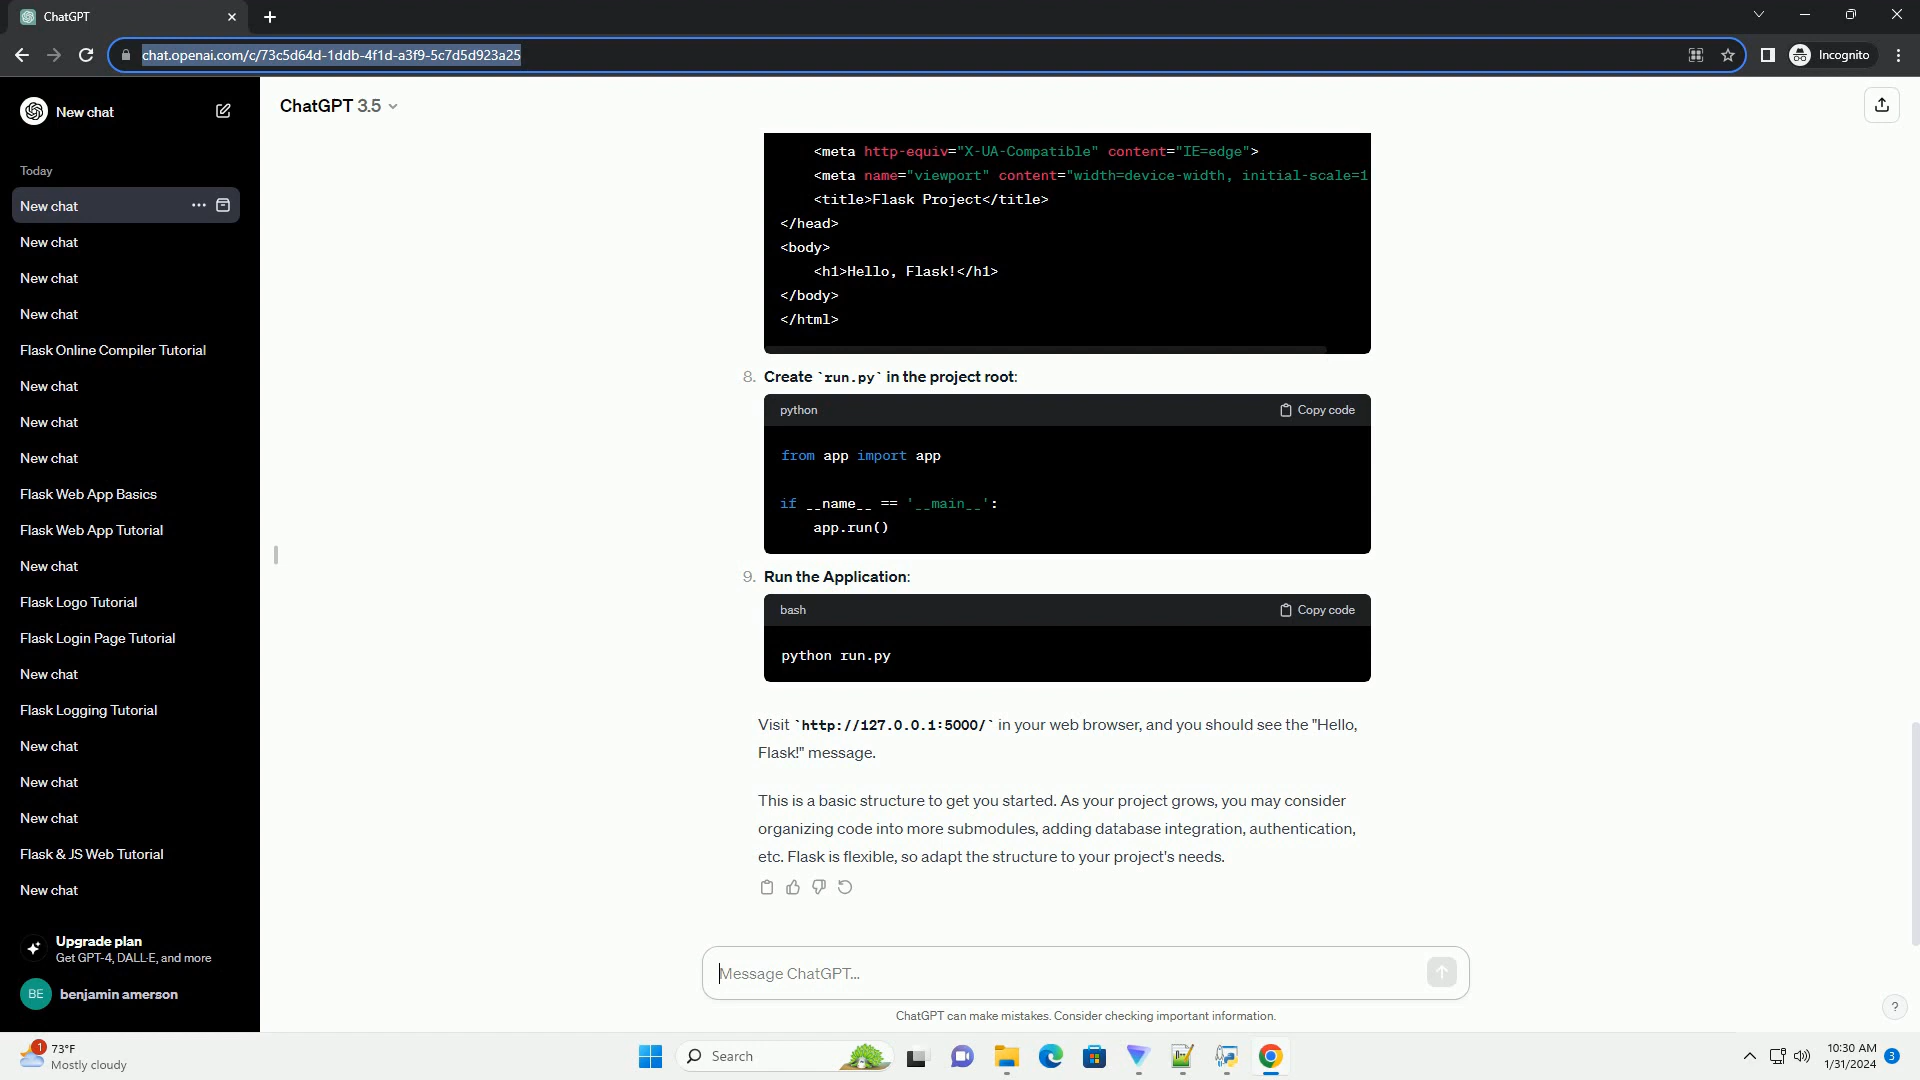 ChatGPT
chat.openai.com/c/73c5d64d-1ddb-4f1d-a3f9-5c7d5d923a25
Incognito
New chat
ChatGPT 3.5
Today
New chat
New chat
New chat
New chat
Flask Online Compiler Tutorial
New chat
New chat
New chat
Flask Web App Basics
Flask Web App Tutorial
New chat
Flask Logo Tutorial
Flask Login Page Tutorial
New chat
Flask Logging Tutorial
New chat
New chat
New chat
Flask & JS Web Tutorial
New chat
Upgrade plan
Get GPT-4, DALL·E, and more
BE benjamin amerson
<meta http-equiv="X-UA-Compatible" content="IE=edge">
<meta name="viewport" content="width=device-width, initial-scale=1
<title>Flask Project</title>
</head>
<body>
<h1>Hello, Flask!</h1>
</body>
</html>
8. Create `run.py` in the project root:
python Copy code
from app import app
if __name__ == '__main__':
app.run()
9. Run the Application:
bash Copy code
python run.py
Visit `http://127.0.0.1:5000/` in your web browser, and you should see the "Hello,
Flask!" message.
This is a basic structure to get you started. As your project grows, you may consider
organizing code into more submodules, adding database integration, authentication,
etc. Flask is flexible, so adapt the structure to your project's needs.
Message ChatGPT...
ChatGPT can make mistakes. Consider checking important information.
?
1
73°F
Mostly cloudy
Search
10:30 AM
1/31/2024
3